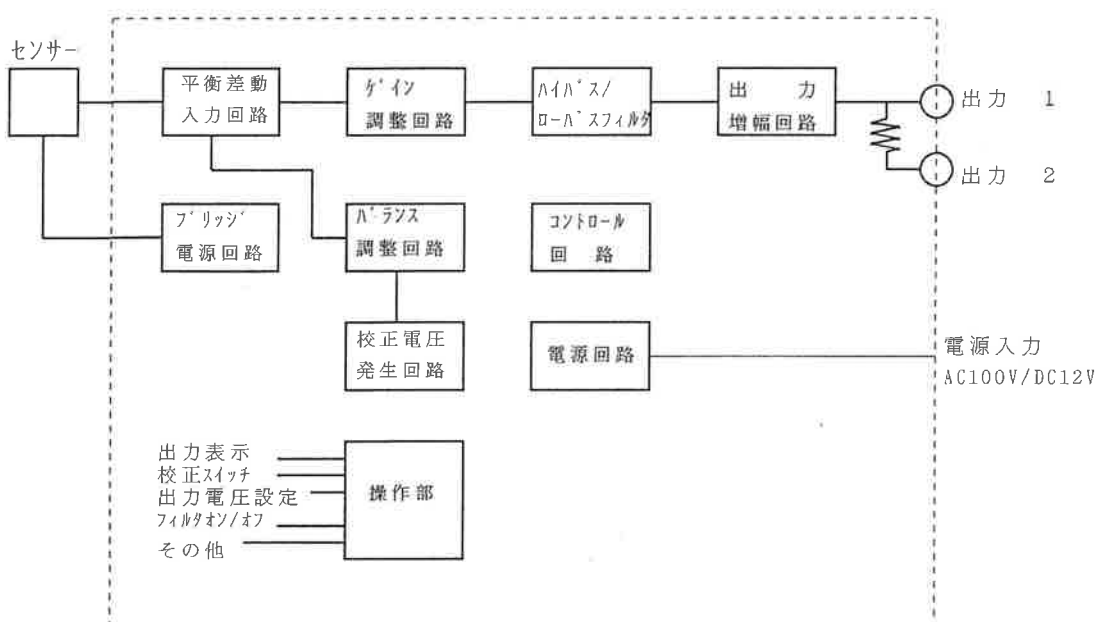 センサー
平衡差動
入力回路
ｹﾞｲﾝ
調整回路
ﾊｲﾊﾟｽ/
ﾛｰﾊﾟｽﾌｨﾙﾀ
出　　力
増幅回路
出力　1
出力　2
ﾌﾞﾘｯｼﾞ
電源回路
ﾊﾞﾗﾝｽ
調整回路
ｺﾝﾄﾛｰﾙ
回　路
校正電圧
発生回路
電源回路
電源入力
AC100V/DC12V
出力表示
校正ｽｲｯﾁ
出力電圧設定
ﾌｨﾙﾀｵﾝ/ｵﾌ
その他
操作部